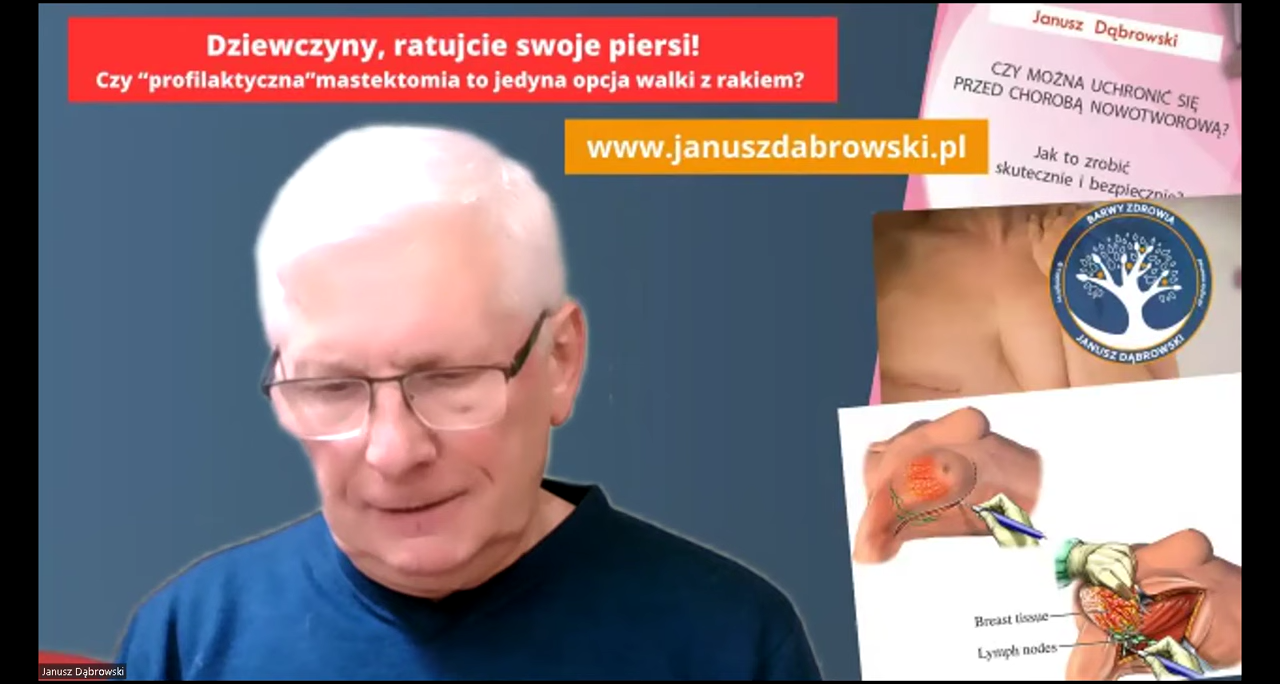 Dziewczyny, ratujcie swoje piersi!
Czy “profilaktyczna”mastektomia to jedyna opcja walki z rakiem?
www.januszdabrowski.pl
Janusz Dąbrowski
CZY MOŻNA UCHRONIĆ SIĘ
PRZED CHOROBĄ NOWOTWOROWĄ?
Jak to zrobić
skutecznie i bezpiecznie?
BARWY ZDROWIA
JANUSZ DĄBROWSKI
Breast tissue
Lymph nodes
Janusz Dąbrowski